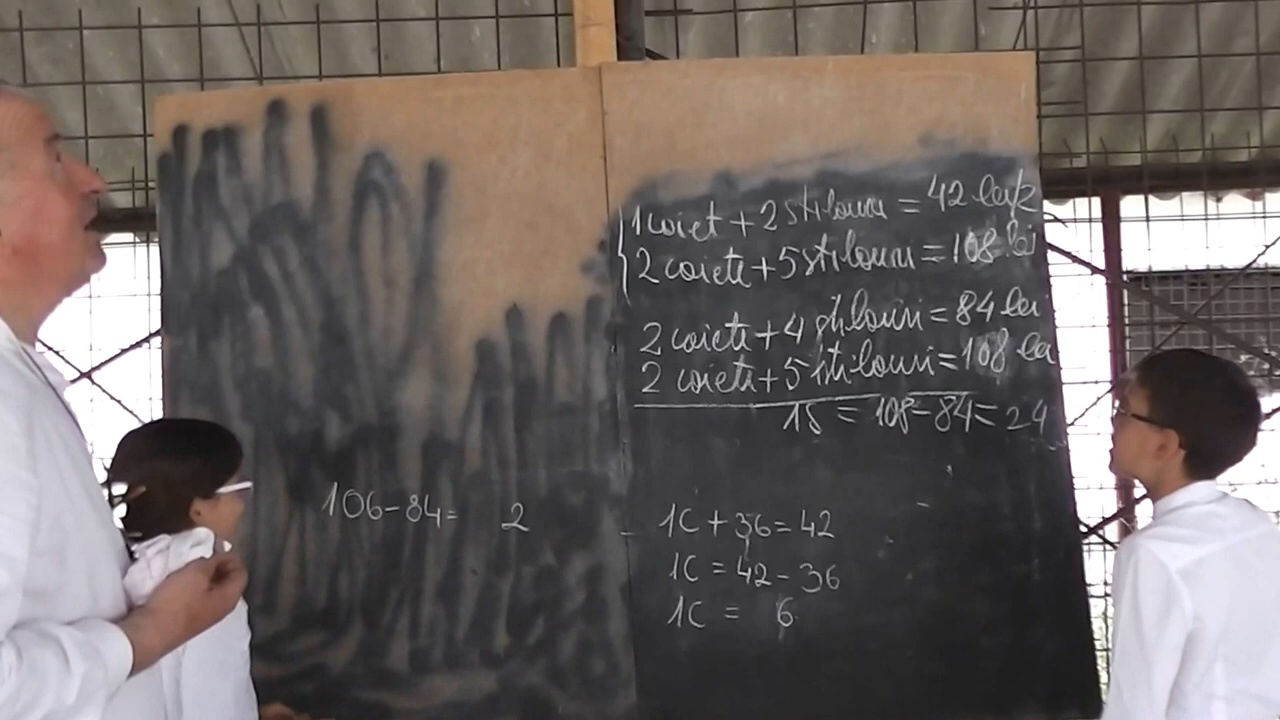 106-84= 2
1 caiet + 2 stilouri = 42 lei/2
2 caiete + 5 stilouri = 108 lei
2 caiete + 4 stilouri = 84 lei
2 caiete + 5 stilouri = 108 lei
1S = 108-84 = 24
1C + 36 = 42
1C = 42 - 36
1C = 6